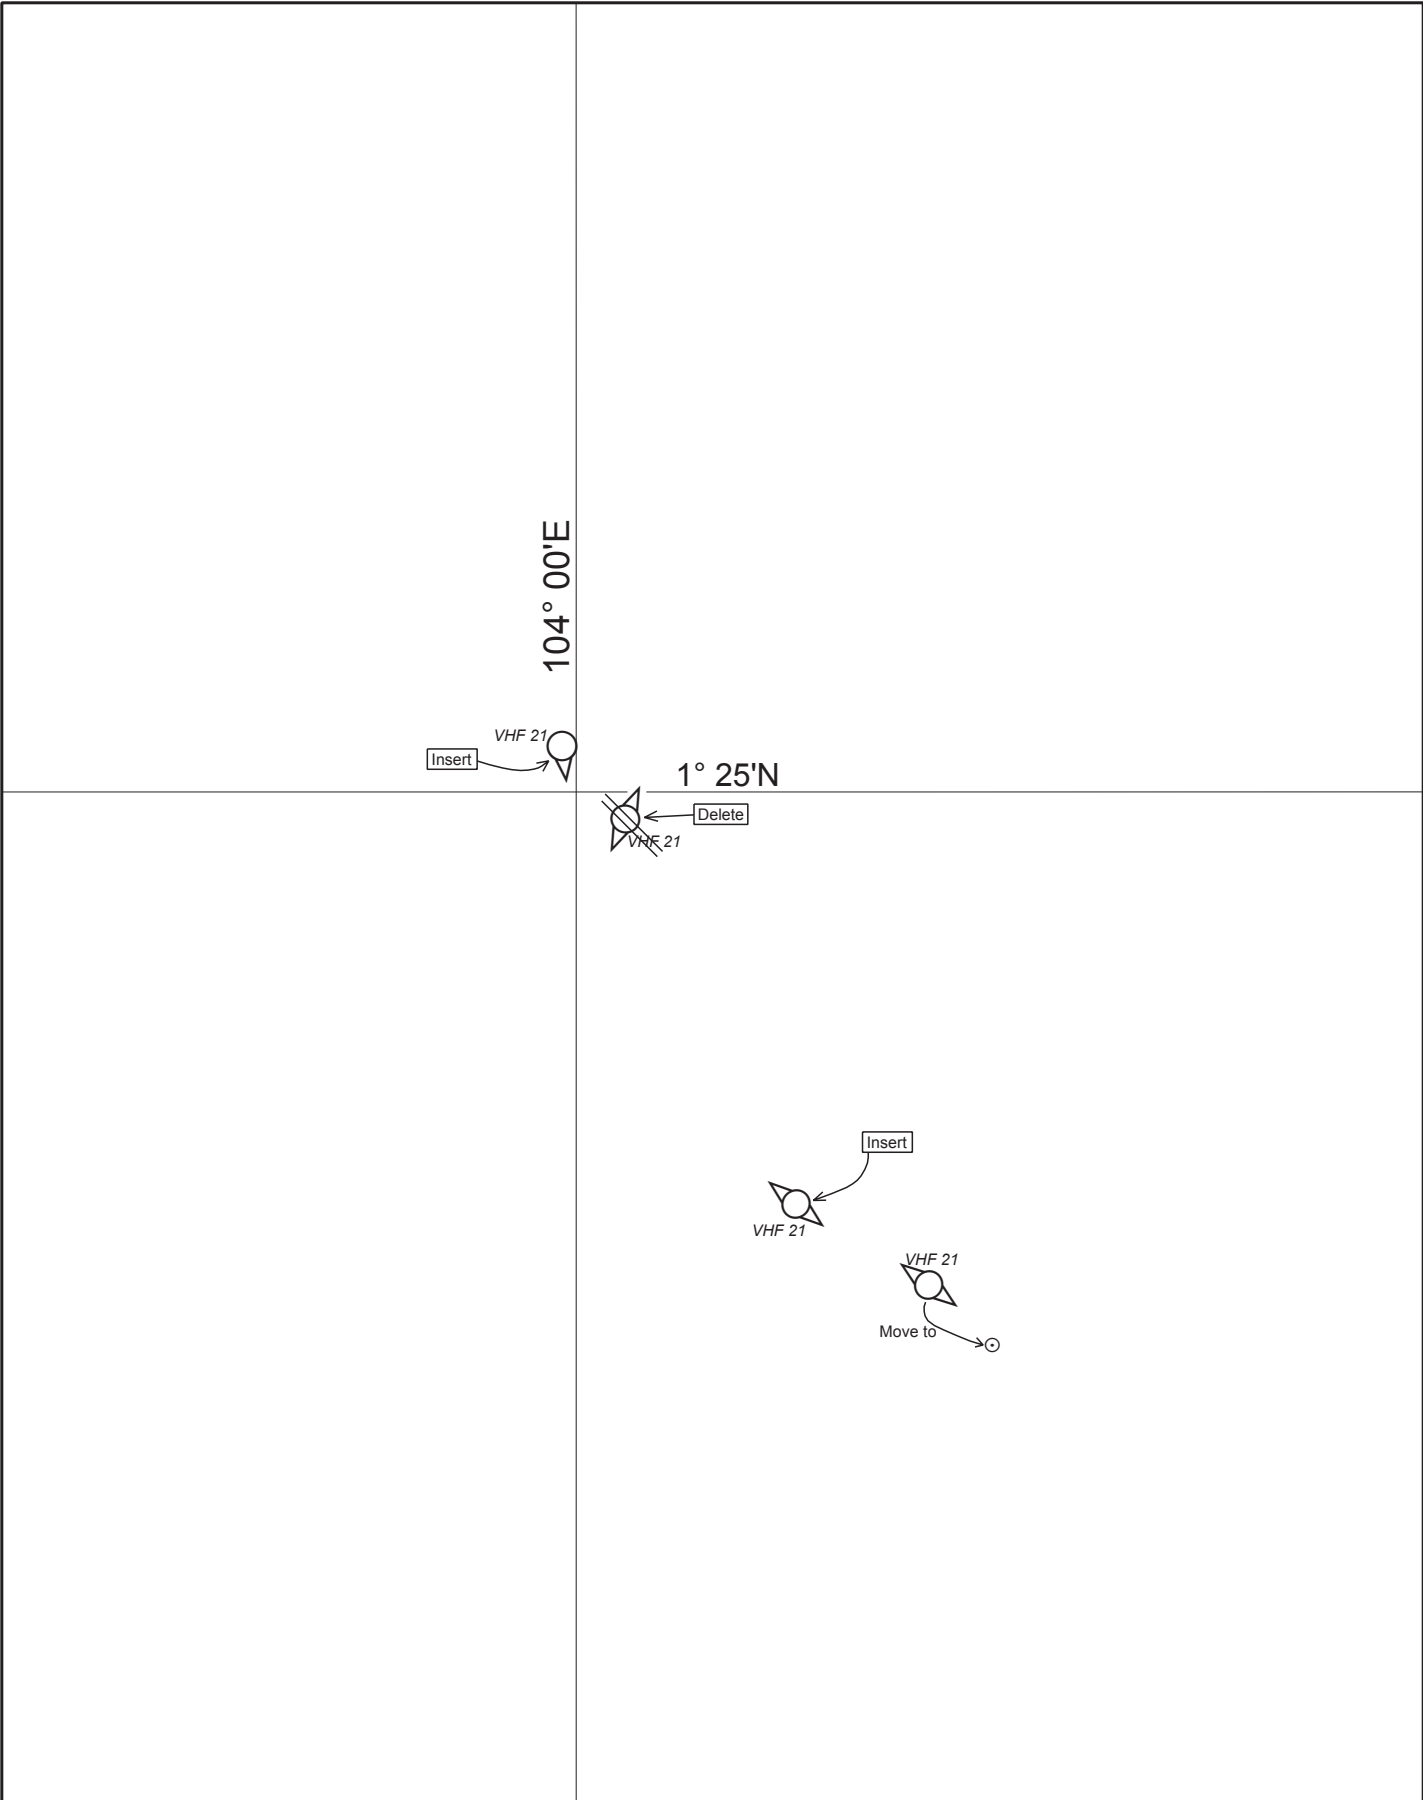 104° 00'E
VHF 21
Insert
1° 25'N
Delete
VHF 21
Insert
VHF 21
VHF 21
Move to